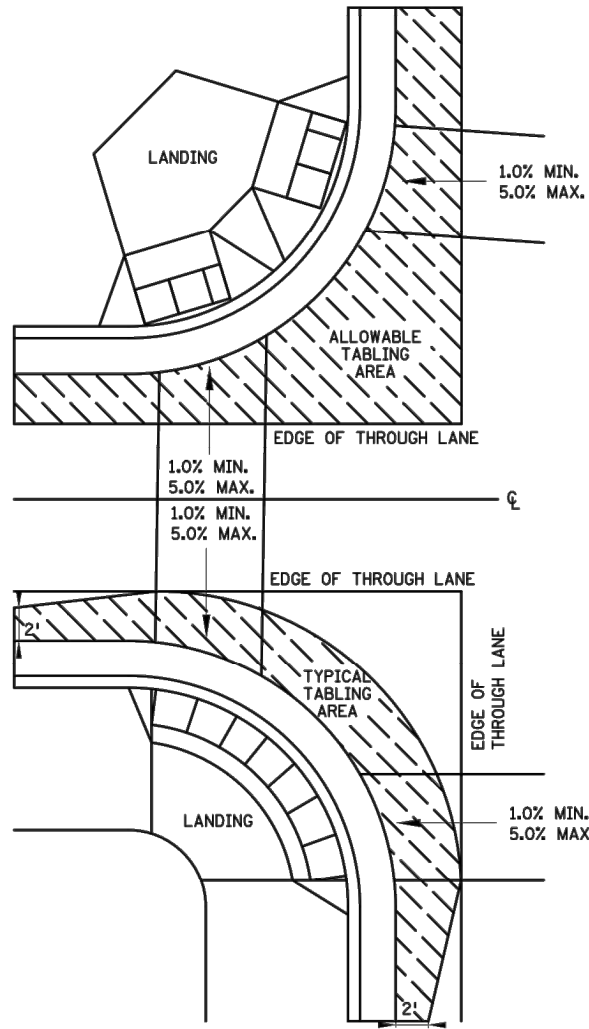 LANDING
1.0% MIN.
5.0% MAX.
ALLOWABLE
TABLING
AREA
EDGE OF THROUGH LANE
1.0% MIN.
5.0% MAX.
℄
1.0% MIN.
5.0% MAX.
EDGE OF THROUGH LANE
2'
EDGE OF
THROUGH LANE
TYPICAL
TABLING
AREA
LANDING
1.0% MIN.
5.0% MAX
2'